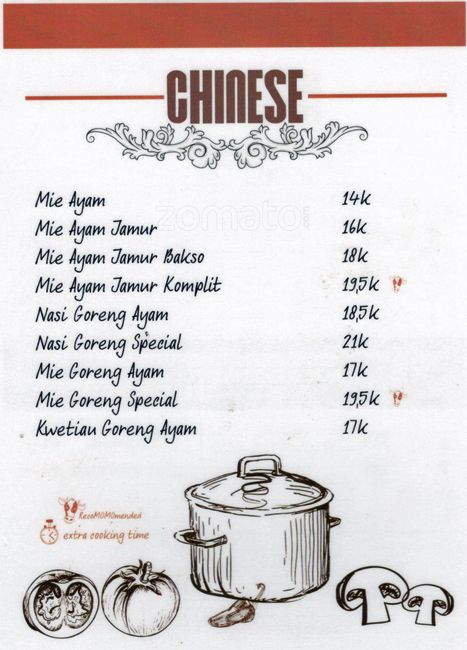 CHINESE
zomato.com
Mie Ayam 14k
Mie Ayam Jamur 16k
Mie Ayam Jamur Bakso 18k
Mie Ayam Jamur Komplit 19,5k
Nasi Goreng Ayam 18,5k
Nasi Goreng Special 21k
Mie Goreng Ayam 17k
Mie Goreng Special 19,5k
Kwetiau Goreng Ayam 17k
RecoMOMOmended
extra cooking time